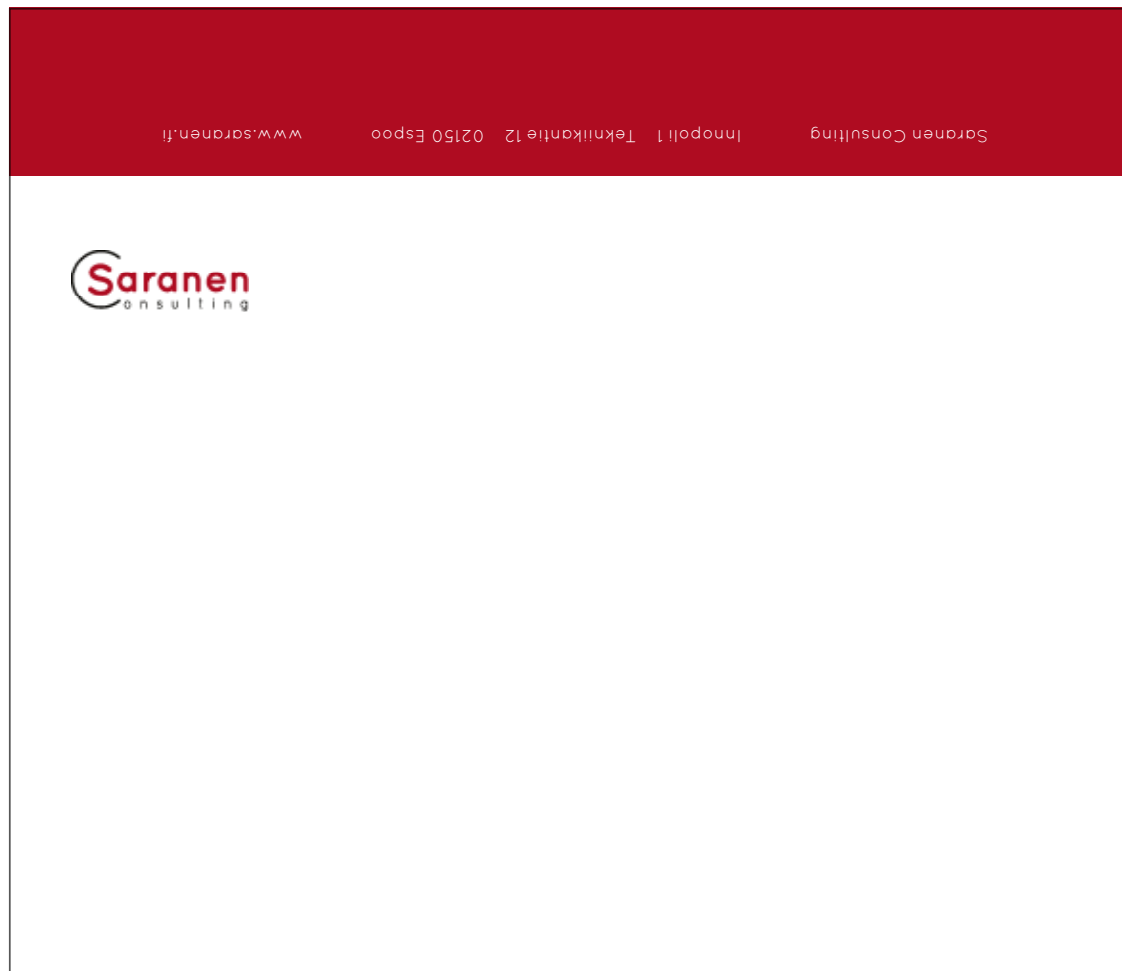 Saranen Consulting Innopoli 1 Tekniikantie 12 02150 Espoo www.saranen.fi
Saranen
Consulting